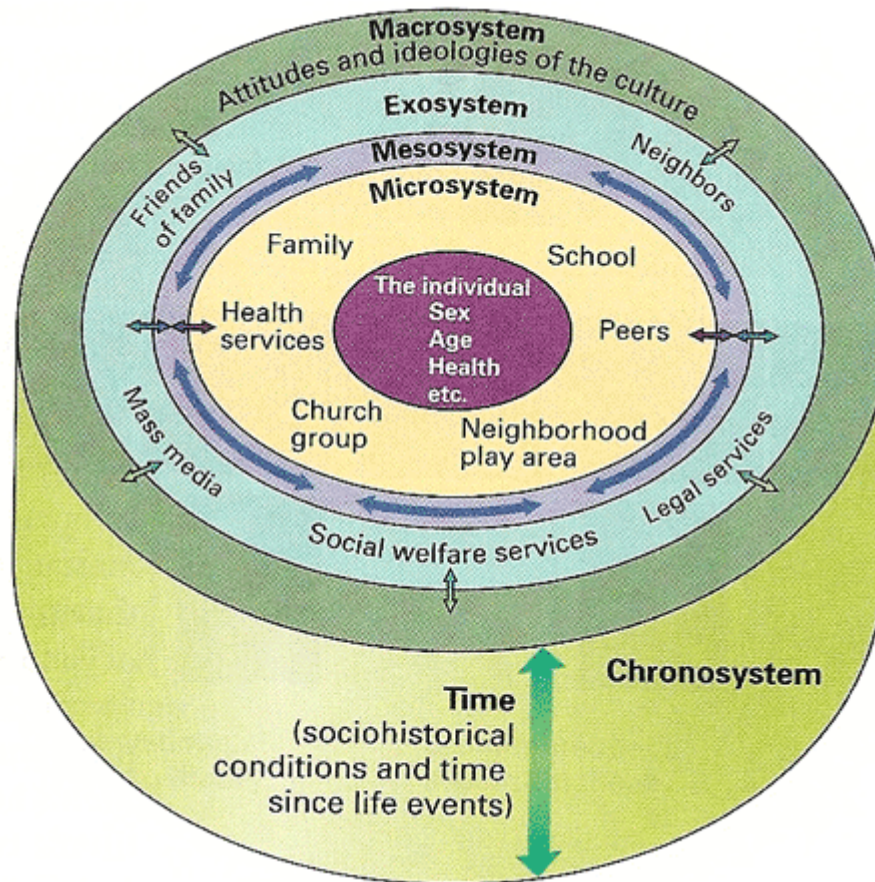 Macrosystem
Attitudes and ideologies of the culture
Exosystem
Mesosystem
Microsystem
Friends
of family
Neighbors
Family
School
The individual
Sex
Age
Health
etc.
Health
services
Peers
Church
group
Neighborhood
play area
Mass media
Social welfare services
Legal services
Chronosystem
Time
(sociohistorical
conditions and time
since life events)